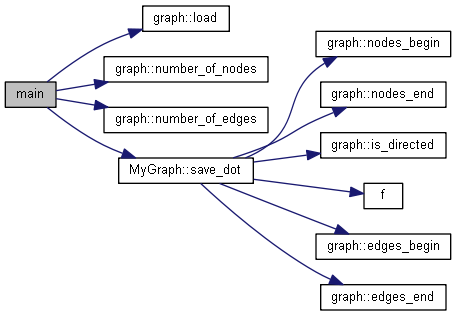 main
graph::load
graph::number_of_nodes
graph::number_of_edges
MyGraph::save_dot
graph::nodes_begin
graph::nodes_end
graph::is_directed
f
graph::edges_begin
graph::edges_end